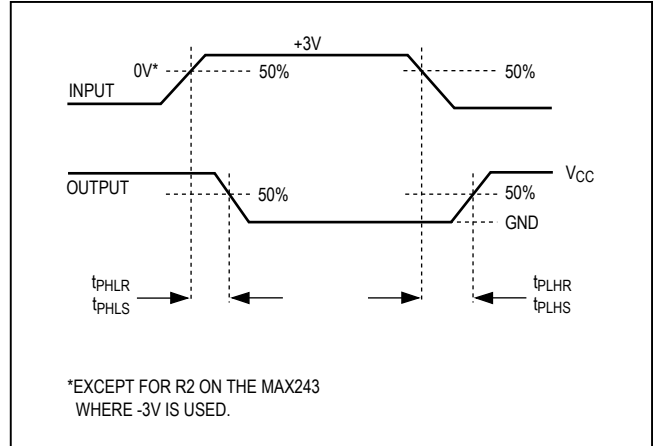 +3V
0V* 50% 50%
INPUT
OUTPUT VCC
50% 50%
GND
tPHLR tPLHR
tPHLS tPLHS
*EXCEPT FOR R2 ON THE MAX243
WHERE -3V IS USED.